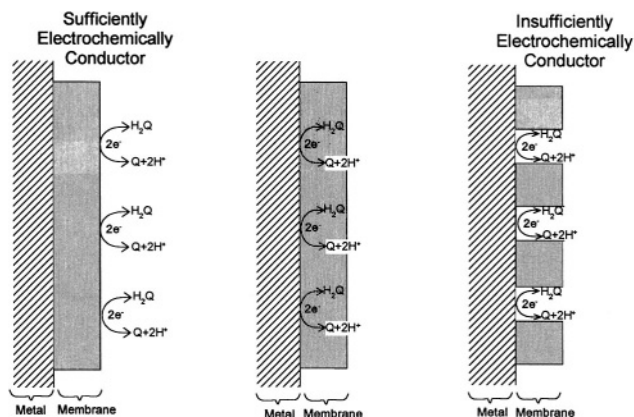 Sufficiently
Electrochemically
Conductor
H₂Q
2e⁻
Q+2H⁺
H₂Q
2e⁻
Q+2H⁺
H₂Q
2e⁻
Q+2H⁺
Metal Membrane
H₂Q
2e⁻
Q+2H⁺
H₂Q
2e⁻
Q+2H⁺
H₂Q
2e⁻
Q+2H⁺
Metal Membrane
Insufficiently
Electrochemically
Conductor
H₂Q
2e⁻
Q+2H⁺
H₂Q
2e⁻
Q+2H⁺
H₂Q
2e⁻
Q+2H⁺
Metal Membrane